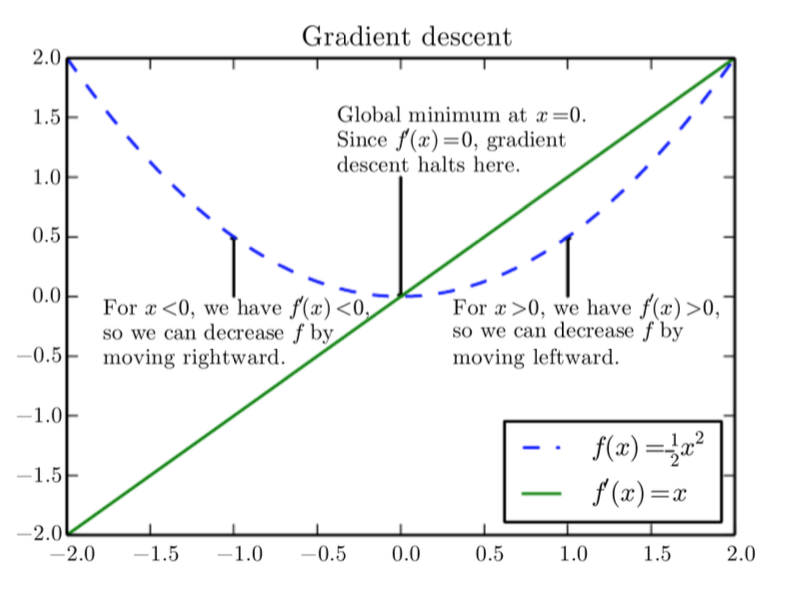 Gradient descent
2.0
1.5
1.0
0.5
0.0
−0.5
−1.0
−1.5
−2.0
Global minimum at x=0.
Since f′(x)=0, gradient
descent halts here.
For x<0, we have f′(x)<0,
so we can decrease f by
moving rightward.
For x>0, we have f′(x)>0,
so we can decrease f by
moving leftward.
f(x)=½x²
f′(x)=x
−2.0 −1.5 −1.0 −0.5 0.0 0.5 1.0 1.5 2.0